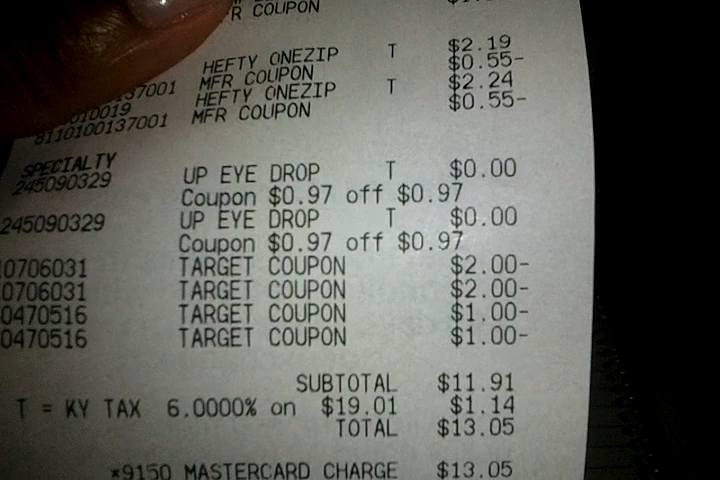 MFR COUPON
HEFTY ONEZIP T $2.19
MFR COUPON $0.55-
37001 HEFTY ONEZIP T $2.24
8110100137001 MFR COUPON $0.55-
SPECIALTY
245090329 UP EYE DROP T $0.00
Coupon $0.97 off $0.97
245090329 UP EYE DROP T $0.00
Coupon $0.97 off $0.97
0706031 TARGET COUPON $2.00-
0706031 TARGET COUPON $2.00-
0470516 TARGET COUPON $1.00-
0470516 TARGET COUPON $1.00-
SUBTOTAL $11.91
T = KY TAX 6.0000% on $19.01 $1.14
TOTAL $13.05
*9150 MASTERCARD CHARGE $13.05